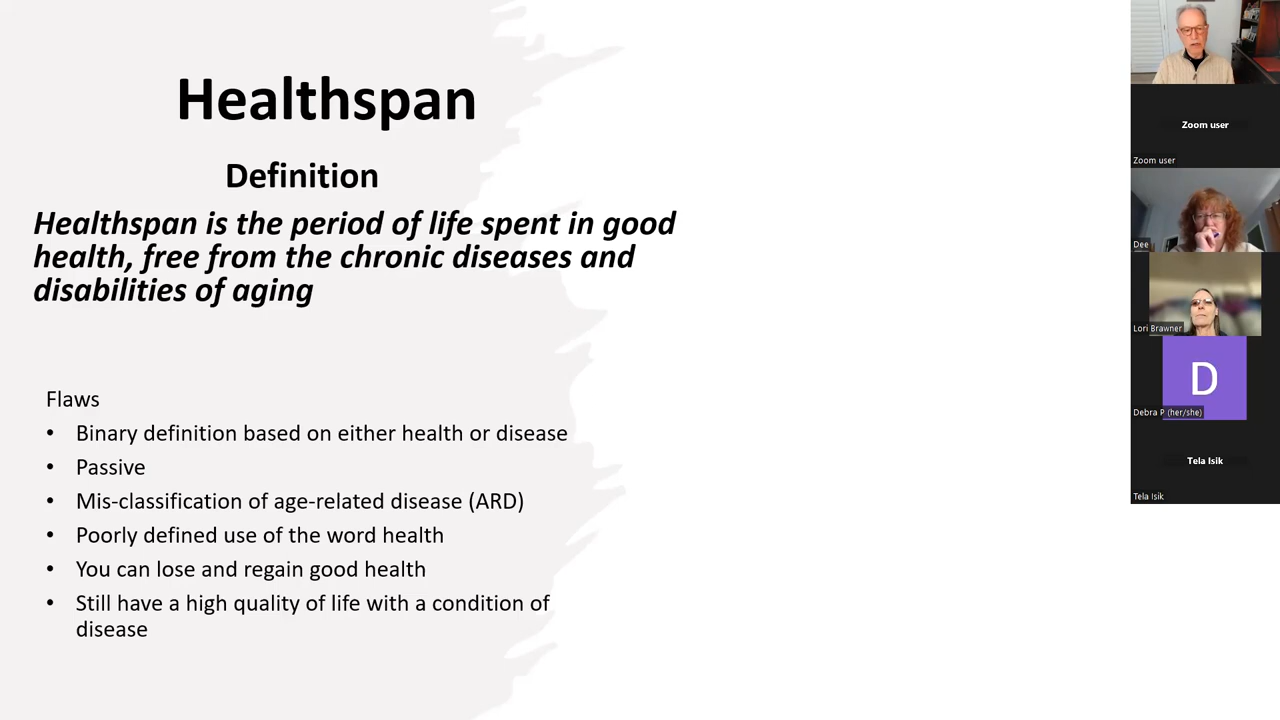 Healthspan
Definition
Healthspan is the period of life spent in good
health, free from the chronic diseases and
disabilities of aging
Flaws
• Binary definition based on either health or disease
• Passive
• Mis-classification of age-related disease (ARD)
• Poorly defined use of the word health
• You can lose and regain good health
• Still have a high quality of life with a condition of
disease
Zoom user
Zoom user
Dee
Lori Brawner
D
Debra P (her/she)
Tela Isik
Tela Isik